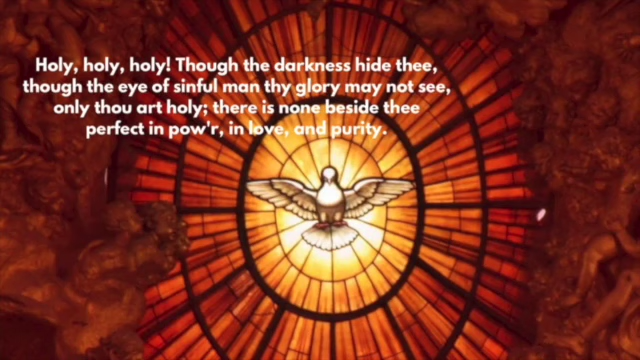 Holy, holy, holy! Though the darkness hide thee,
though the eye of sinful man thy glory may not see,
only thou art holy; there is none beside thee
perfect in pow'r, in love, and purity.